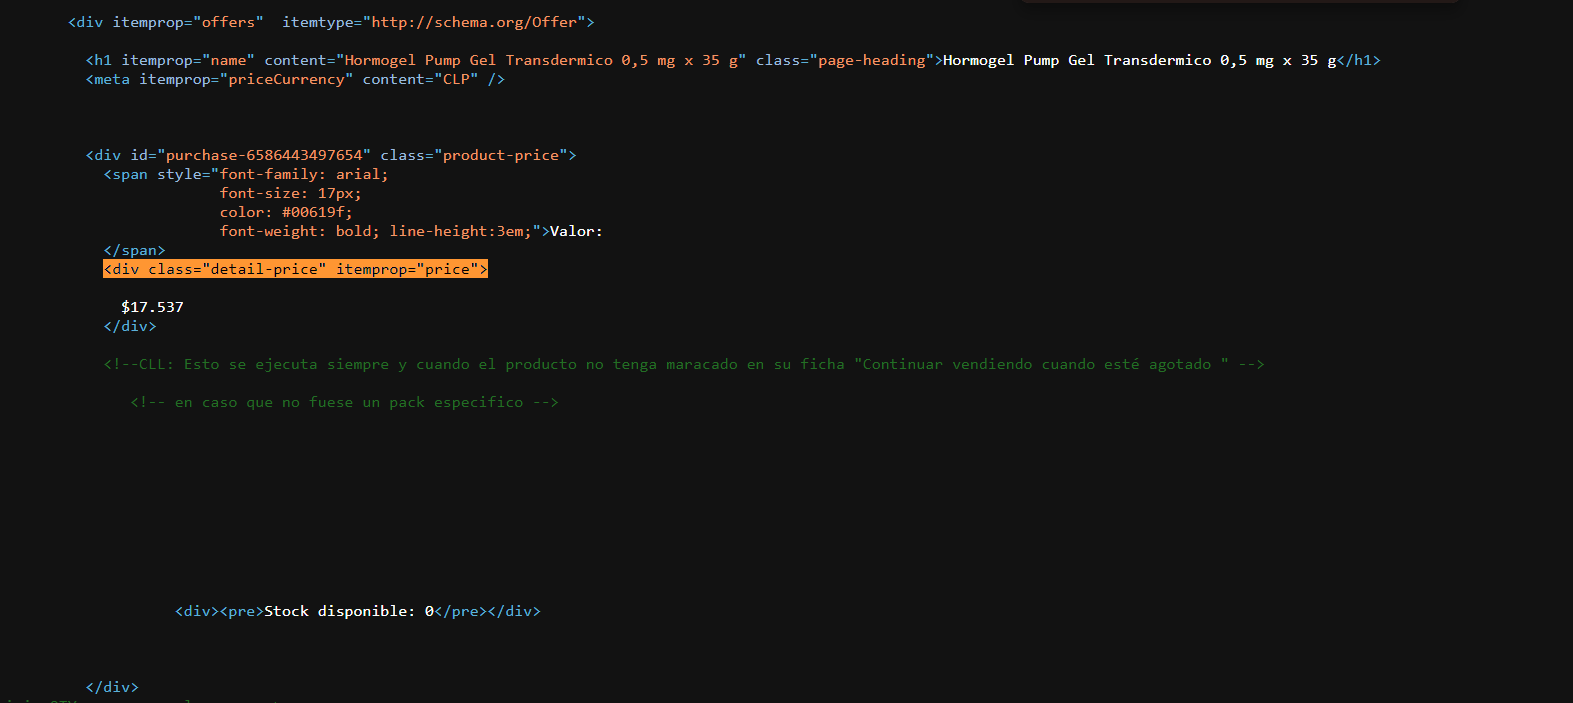 <div itemprop="offers"  itemtype="http://schema.org/Offer">
<h1 itemprop="name" content="Hormogel Pump Gel Transdermico 0,5 mg x 35 g" class="page-heading">Hormogel Pump Gel Transdermico 0,5 mg x 35 g</h1>
<meta itemprop="priceCurrency" content="CLP" />
<div id="purchase-6586443497654" class="product-price">
<span style="font-family: arial;
font-size: 17px;
color: #00619f;
font-weight: bold; line-height:3em;">Valor:
</span>
<div class="detail-price" itemprop="price">
$17.537
</div>
<!--CLL: Esto se ejecuta siempre y cuando el producto no tenga maracado en su ficha "Continuar vendiendo cuando esté agotado " -->
<!-- en caso que no fuese un pack especifico -->
<div><pre>Stock disponible: 0</pre></div>
</div>